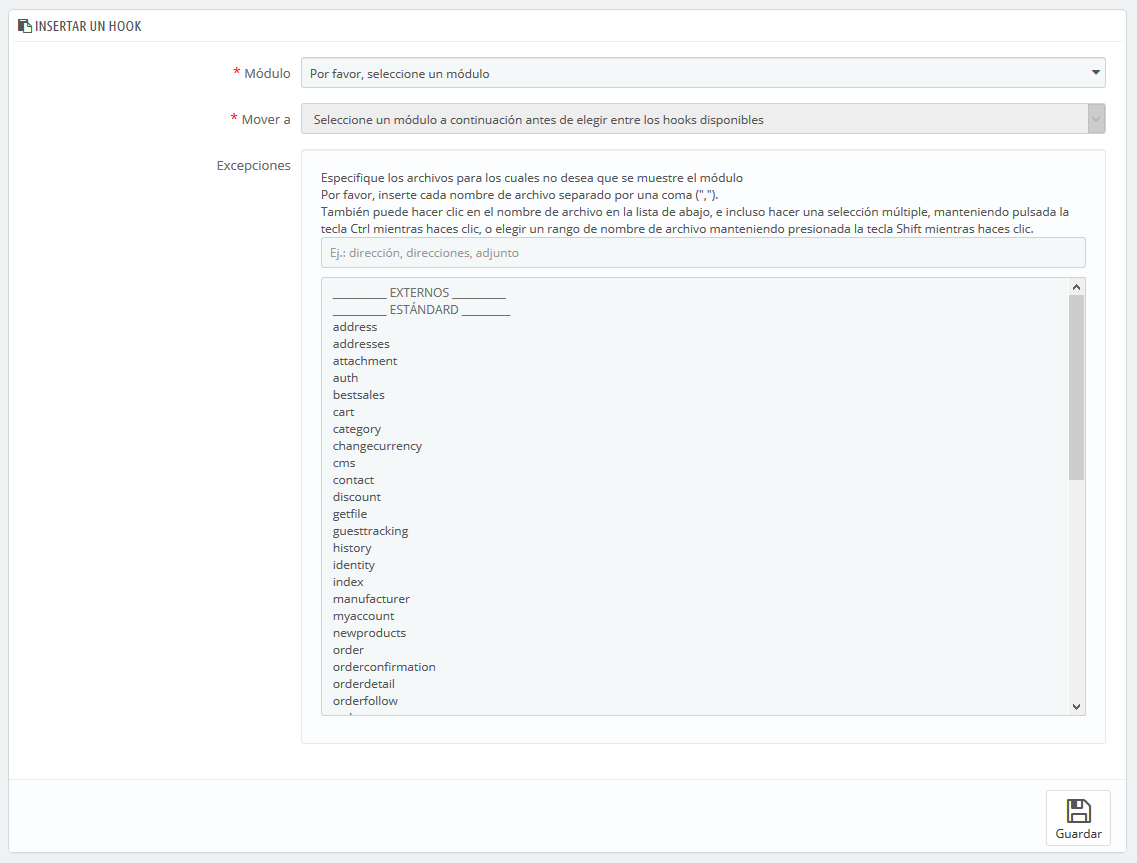 INSERTAR UN HOOK
* Módulo
Por favor, seleccione un módulo
* Mover a
Seleccione un módulo a continuación antes de elegir entre los hooks disponibles
Excepciones
Especifique los archivos para los cuales no desea que se muestre el módulo
Por favor, inserte cada nombre de archivo separado por una coma (",").
También puede hacer clic en el nombre de archivo en la lista de abajo, e incluso hacer una selección múltiple, manteniendo pulsada la
tecla Ctrl mientras haces clic, o elegir un rango de nombre de archivo manteniendo presionada la tecla Shift mientras haces clic.
Ej.: dirección, direcciones, adjunto
__________ EXTERNOS __________
__________ ESTÁNDARD _________
address
addresses
attachment
auth
bestsales
cart
category
changecurrency
cms
contact
discount
getfile
guesttracking
history
identity
index
manufacturer
myaccount
newproducts
order
orderconfirmation
orderdetail
orderfollow
Guardar